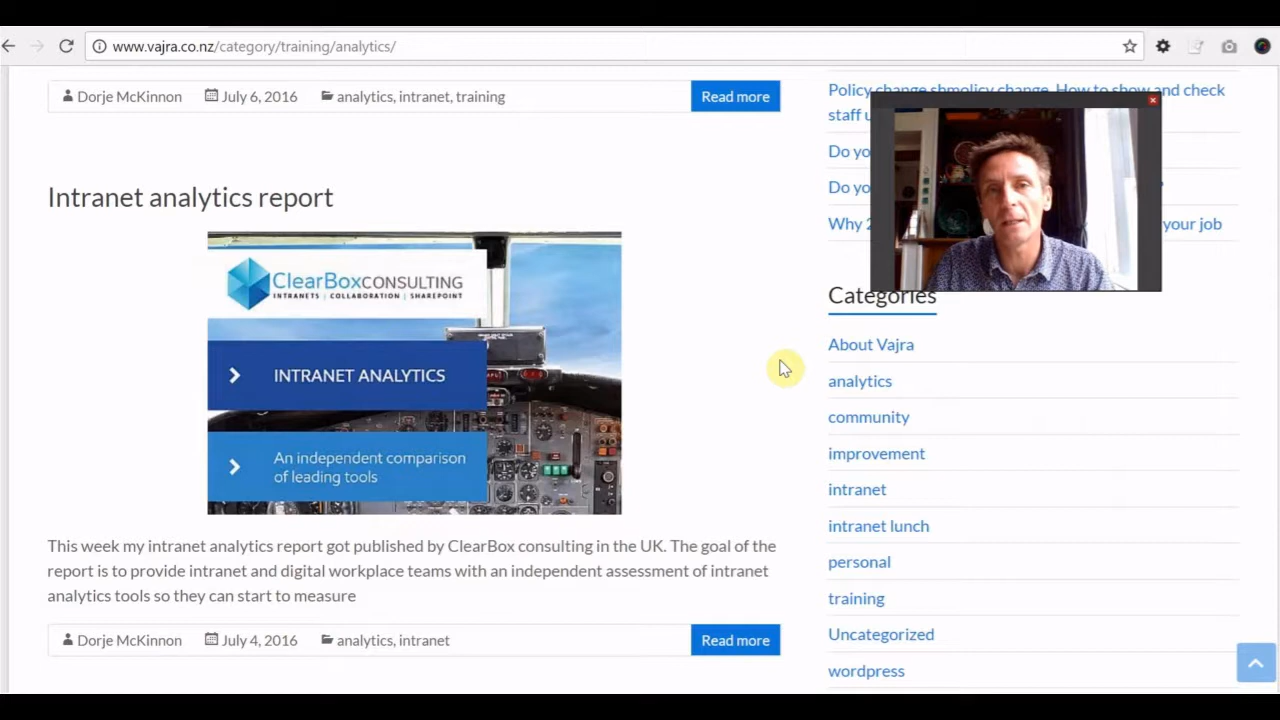 www.vajra.co.nz/category/training/analytics/
Dorje McKinnon July 6, 2016 analytics, intranet, training Read more
Intranet analytics report
ClearBoxCONSULTING
INTRANETS | COLLABORATION | SHAREPOINT
INTRANET ANALYTICS
An independent comparison
of leading tools
This week my intranet analytics report got published by ClearBox consulting in the UK. The goal of the
report is to provide intranet and digital workplace teams with an independent assessment of intranet
analytics tools so they can start to measure
Dorje McKinnon July 4, 2016 analytics, intranet Read more
Policy change shmolicy change. How to show and check
staff u
Do yo
Do yo
Why 2 your job
Categories
About Vajra
analytics
community
improvement
intranet
intranet lunch
personal
training
Uncategorized
wordpress